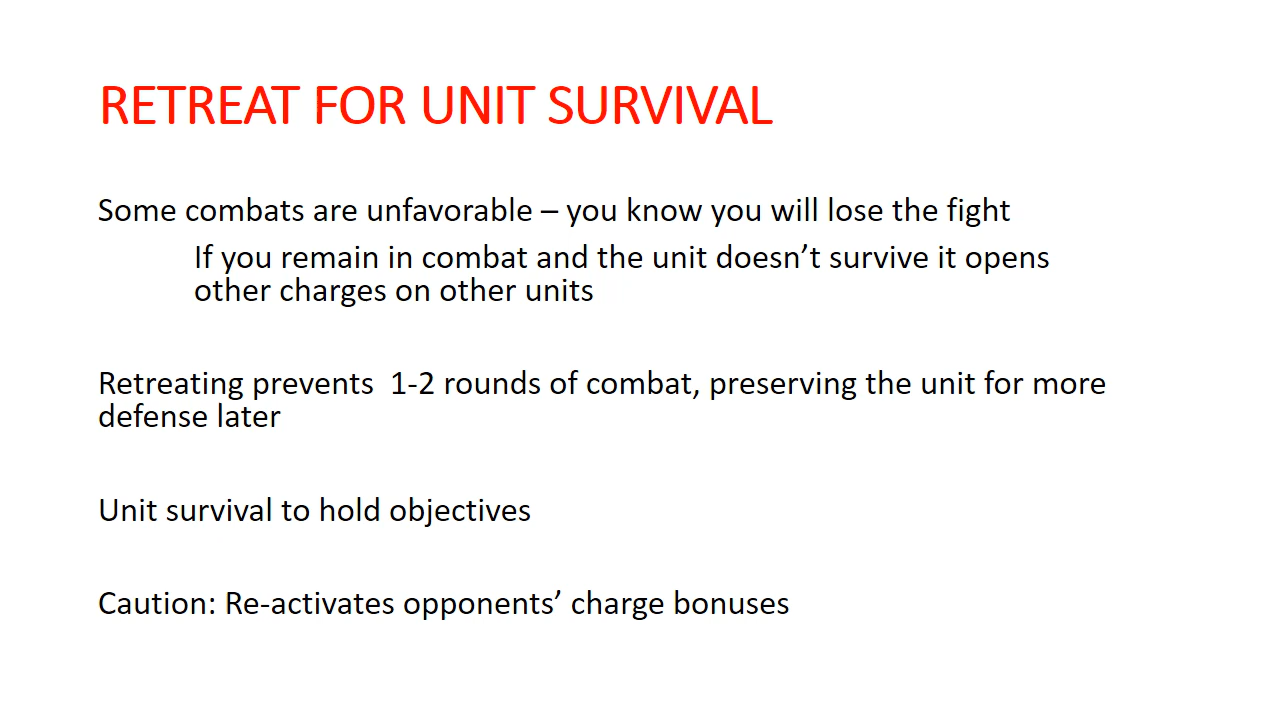 RETREAT FOR UNIT SURVIVAL
Some combats are unfavorable – you know you will lose the fight
If you remain in combat and the unit doesn’t survive it opens
other charges on other units
Retreating prevents  1-2 rounds of combat, preserving the unit for more
defense later
Unit survival to hold objectives
Caution: Re-activates opponents’ charge bonuses